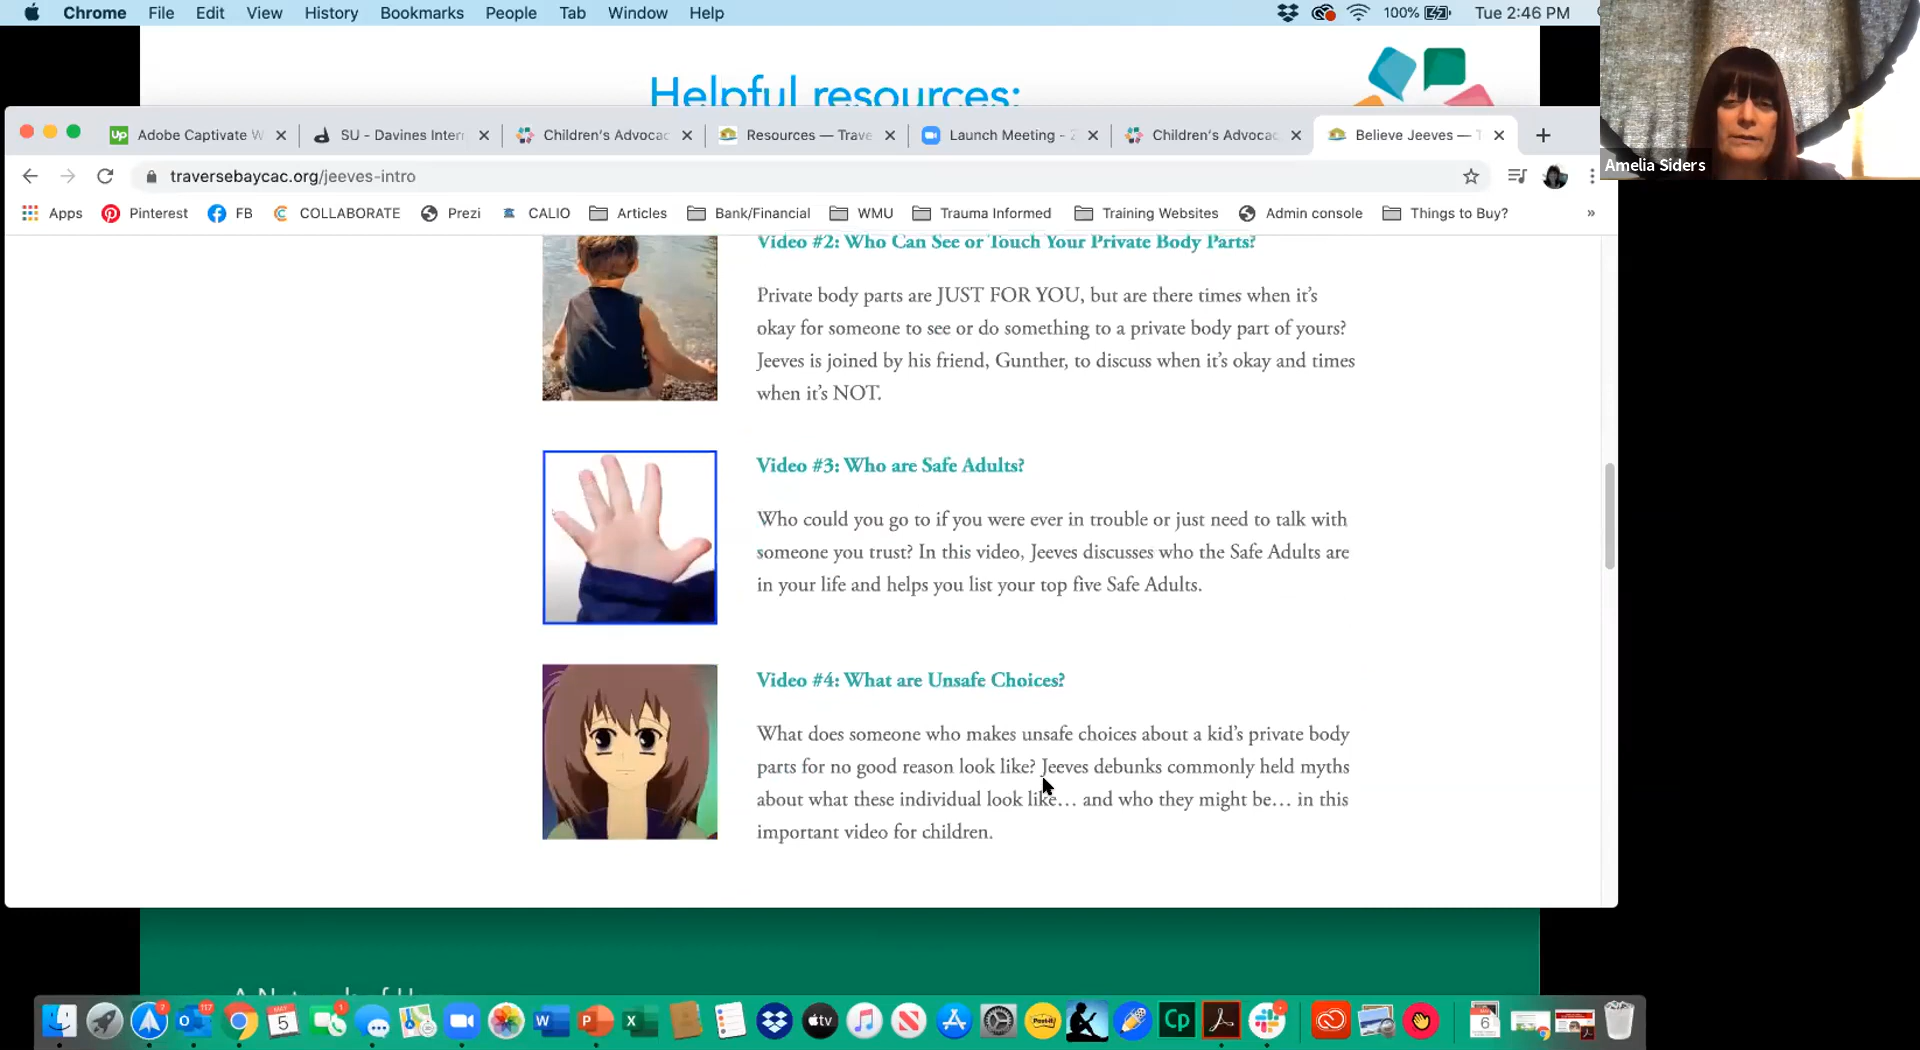 Chrome File Edit View History Bookmarks People Tab Window Help 100% Tue 2:46 PM
Helpful resources:
Amelia Siders
Up Adobe Captivate W SU - Davines Inter Children's Advocac Resources — Trave Launch Meeting - Children's Advocac Believe Jeeves —
traversebaycac.org/jeeves-intro
Apps Pinterest FB COLLABORATE Prezi CALIO Articles Bank/Financial WMU Trauma Informed Training Websites Admin console Things to Buy? »
Video #2: Who Can See or Touch Your Private Body Parts?
Private body parts are JUST FOR YOU, but are there times when it's
okay for someone to see or do something to a private body part of yours?
Jeeves is joined by his friend, Gunther, to discuss when it's okay and times
when it's NOT.
Video #3: Who are Safe Adults?
Who could you go to if you were ever in trouble or just need to talk with
someone you trust? In this video, Jeeves discusses who the Safe Adults are
in your life and helps you list your top five Safe Adults.
Video #4: What are Unsafe Choices?
What does someone who makes unsafe choices about a kid's private body
parts for no good reason look like? Jeeves debunks commonly held myths
about what these individual look like... and who they might be... in this
important video for children.
7 117 MAY 5 1 W P X tv Cp 6